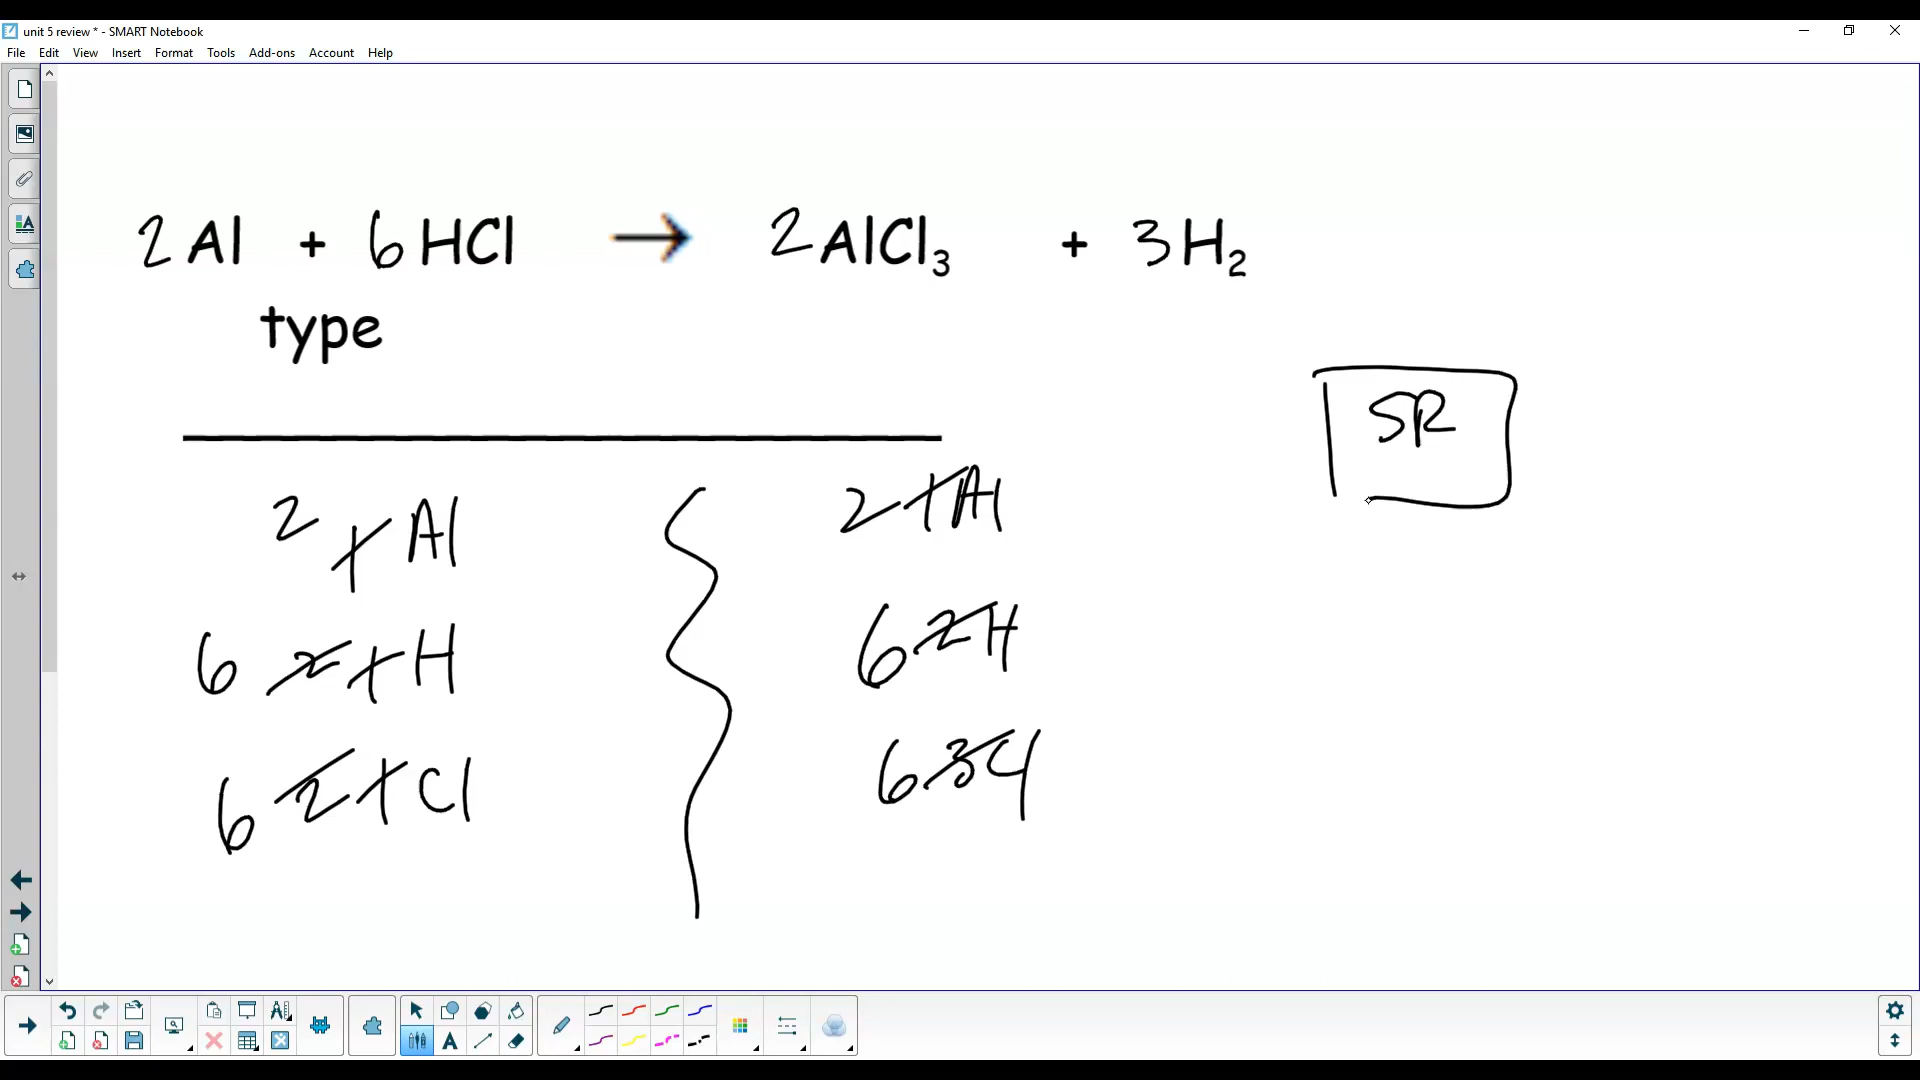 unit 5 review * - SMART Notebook
File Edit View Insert Format Tools Add-ons Account Help
2Al + 6HCl → 2AlCl₃ + 3H₂
type
SR
2 1 Al 2 1 Al
6 2 1 H 6 2 H
6 2 1 Cl 6 3 Cl